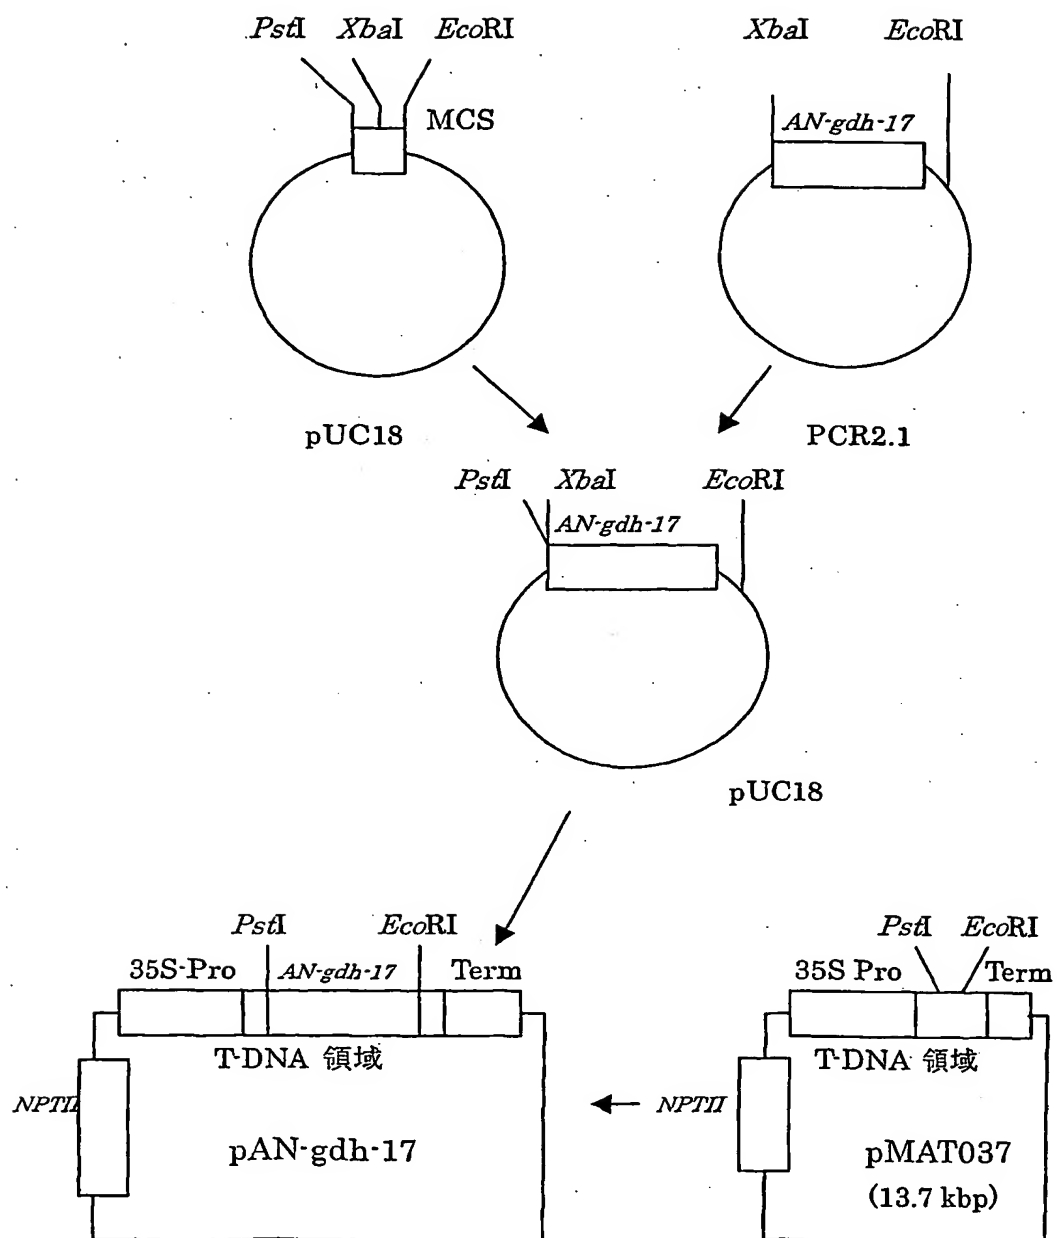 PstI XbaI EcoRI
XbaI EcoRI
MCS
AN-gdh-17
pUC18
PCR2.1
PstI XbaI EcoRI
AN-gdh-17
pUC18
PstI EcoRI
35S-Pro AN-gdh-17 Term
T-DNA 領域
NPTII
pAN-gdh-17
PstI EcoRI
35S Pro Term
T-DNA 領域
NPTII
pMAT037
(13.7 kbp)